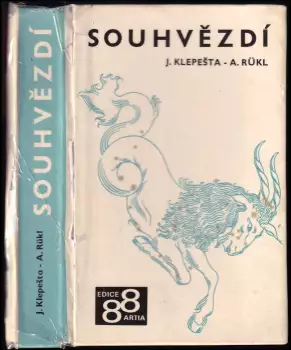 SOUHVĚZDÍ
J. Klepešta - A. Rükl
SOUHVĚZDÍ
J. KLEPEŠTA - A. RÜKL
EDICE
88
ARTIA